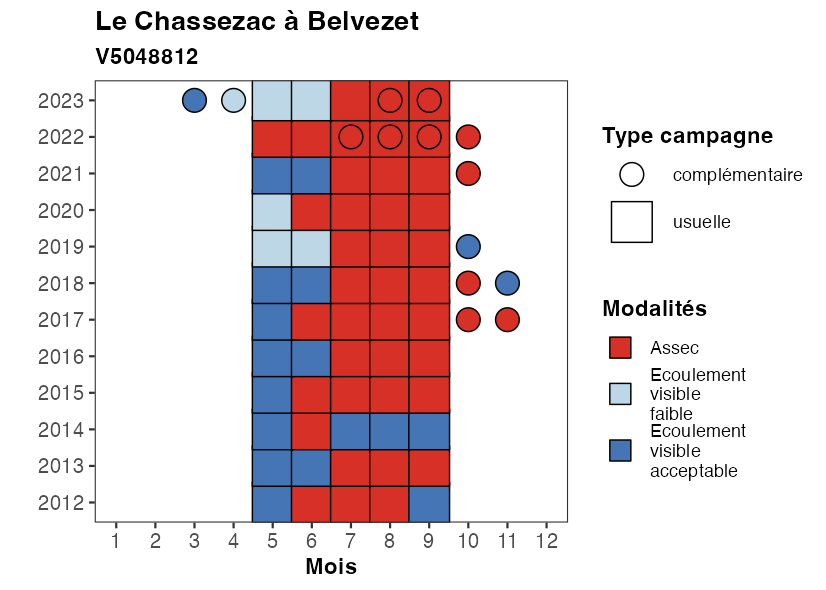 Le Chassezac à Belvezet
V5048812
2023
2022
2021
2020
2019
2018
2017
2016
2015
2014
2013
2012
1 2 3 4 5 6 7 8 9 10 11 12
Mois
Type campagne
complémentaire
usuelle
Modalités
Assec
Ecoulement
visible
faible
Ecoulement
visible
acceptable